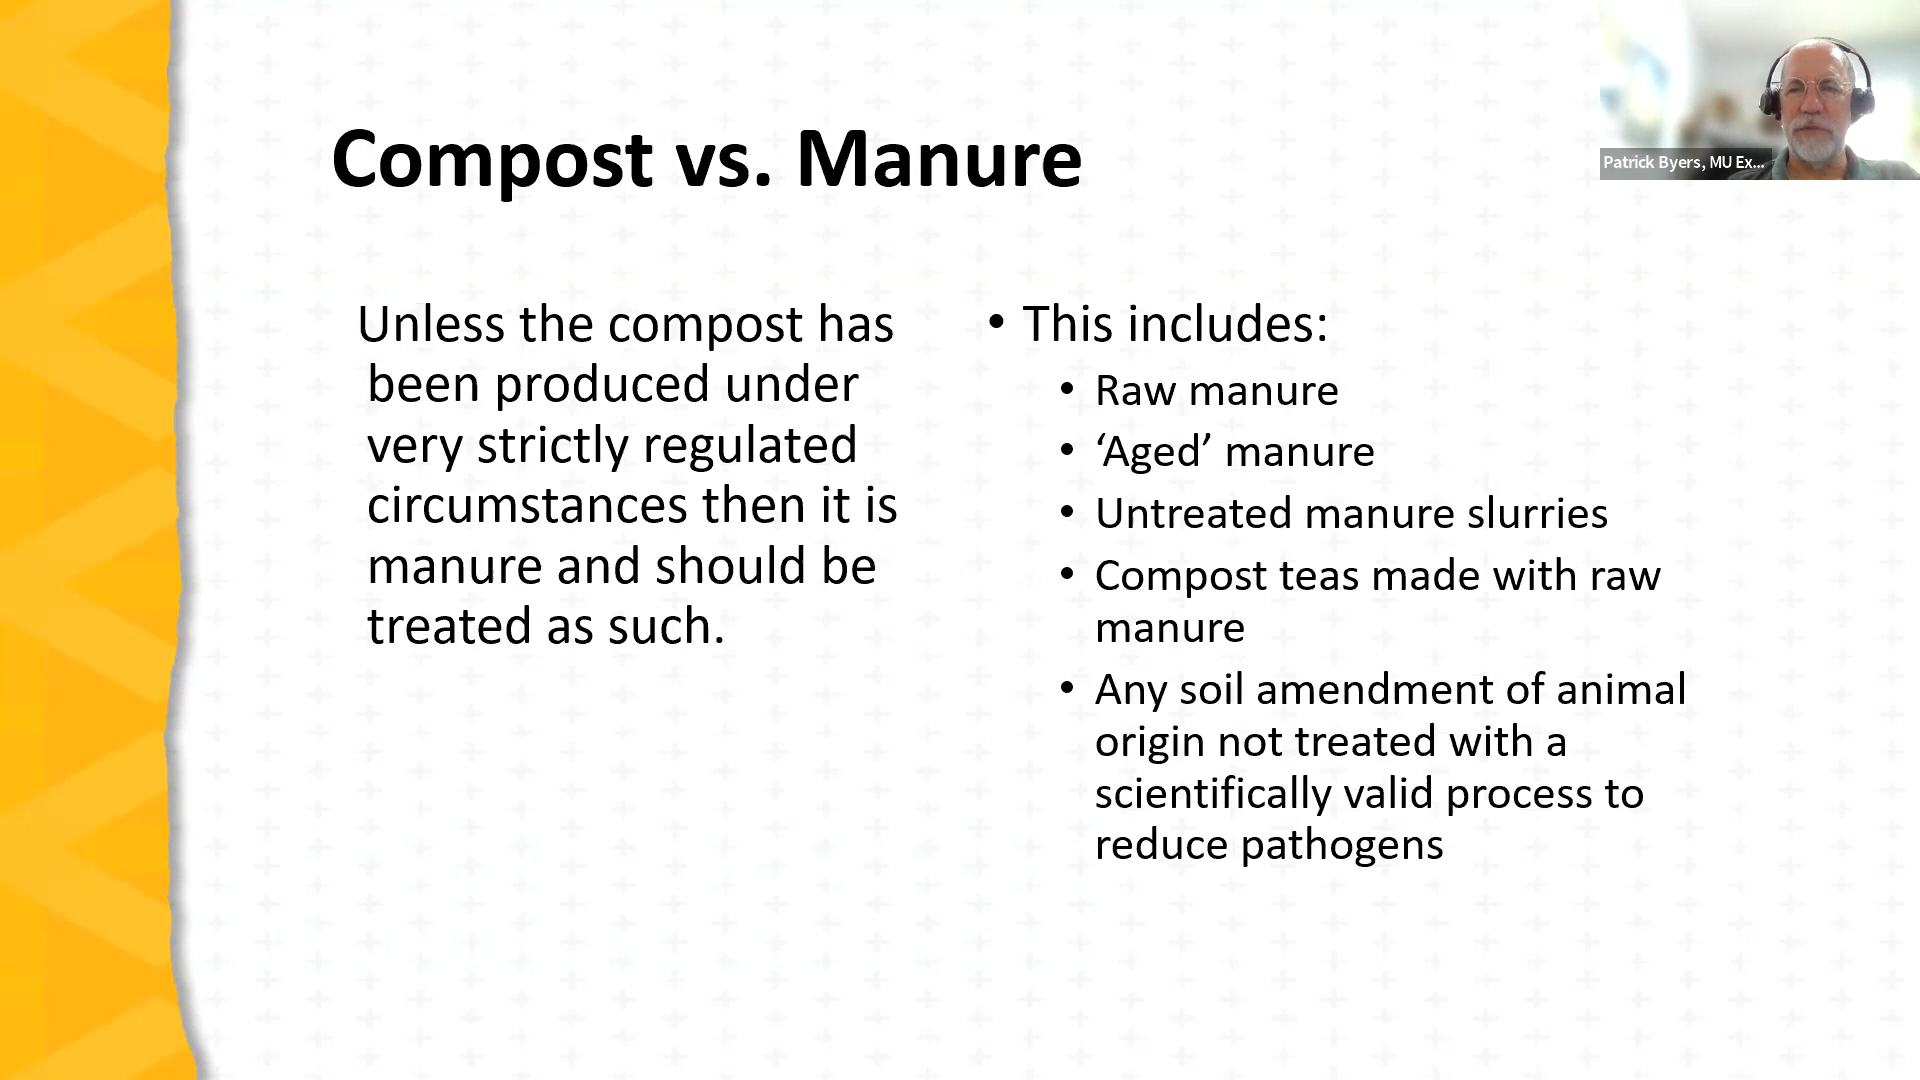 Compost vs. Manure
Patrick Byers, MU Ex...
Unless the compost has
been produced under
very strictly regulated
circumstances then it is
manure and should be
treated as such.
• This includes:
• Raw manure
• ‘Aged’ manure
• Untreated manure slurries
• Compost teas made with raw
manure
• Any soil amendment of animal
origin not treated with a
scientifically valid process to
reduce pathogens